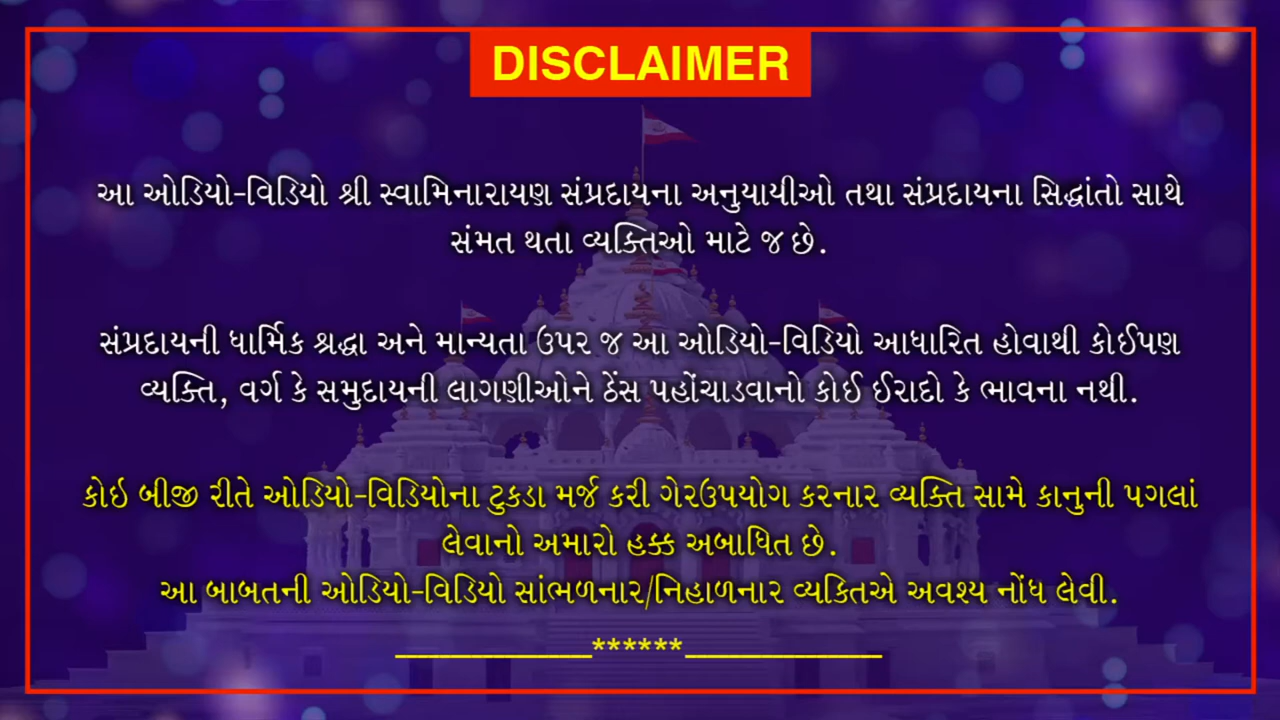 DISCLAIMER
આ ઓડિયો-વિડિયો શ્રી સ્વામિનારાયણ સંપ્રદાયના અનુયાયીઓ તથા સંપ્રદાયના સિદ્ધાંતો સાથે
સંમત થતા વ્યક્તિઓ માટે જ છે.
સંપ્રદાયની ધાર્મિક શ્રદ્ધા અને માન્યતા ઉપર જ આ ઓડિયો-વિડિયો આધારિત હોવાથી કોઈપણ
વ્યક્તિ, વર્ગ કે સમુદાયની લાગણીઓને ઠેંસ પહોંચાડવાનો કોઈ ઈરાદો કે ભાવના નથી.
કોઇ બીજી રીતે ઓડિયો-વિડિયોના ટુકડા મર્જ કરી ગેરઉપયોગ કરનાર વ્યક્તિ સામે કાનુની પગલાં
લેવાનો અમારો હક્ક અબાધિત છે.
આ બાબતની ઓડિયો-વિડિયો સાંભળનાર/નિહાળનાર વ્યકિતએ અવશ્ય નોંધ લેવી.
______________******______________